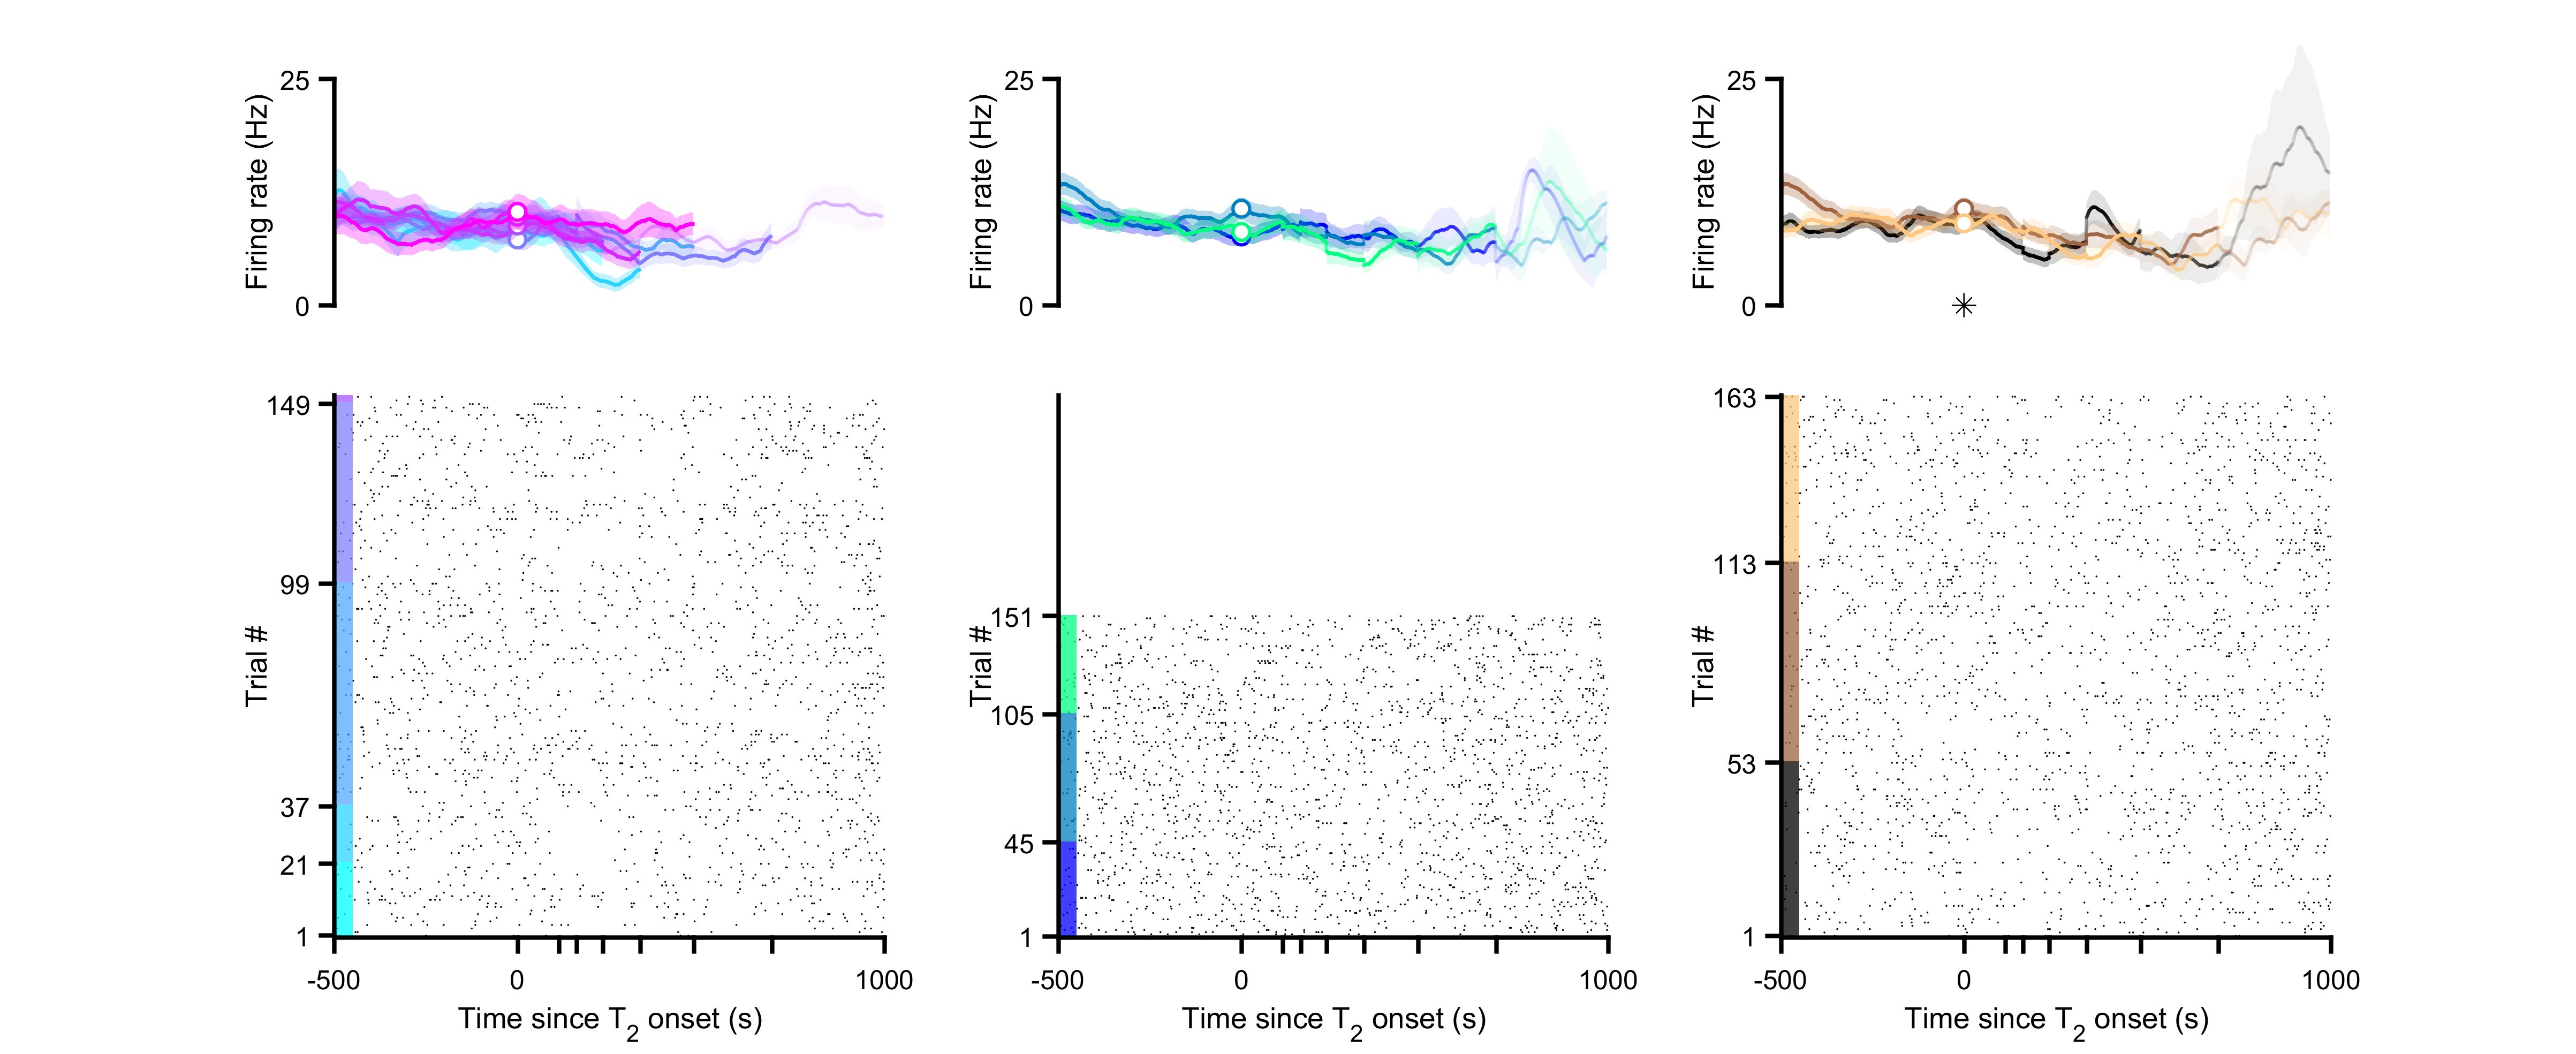 25
Firing rate (Hz)
0
25
Firing rate (Hz)
0
25
Firing rate (Hz)
0
149
99
Trial #
37
21
1
-500 0 1000
Time since T2 onset (s)
151
Trial #
105
45
1
-500 0 1000
Time since T2 onset (s)
163
113
Trial #
53
1
-500 0 1000
Time since T2 onset (s)